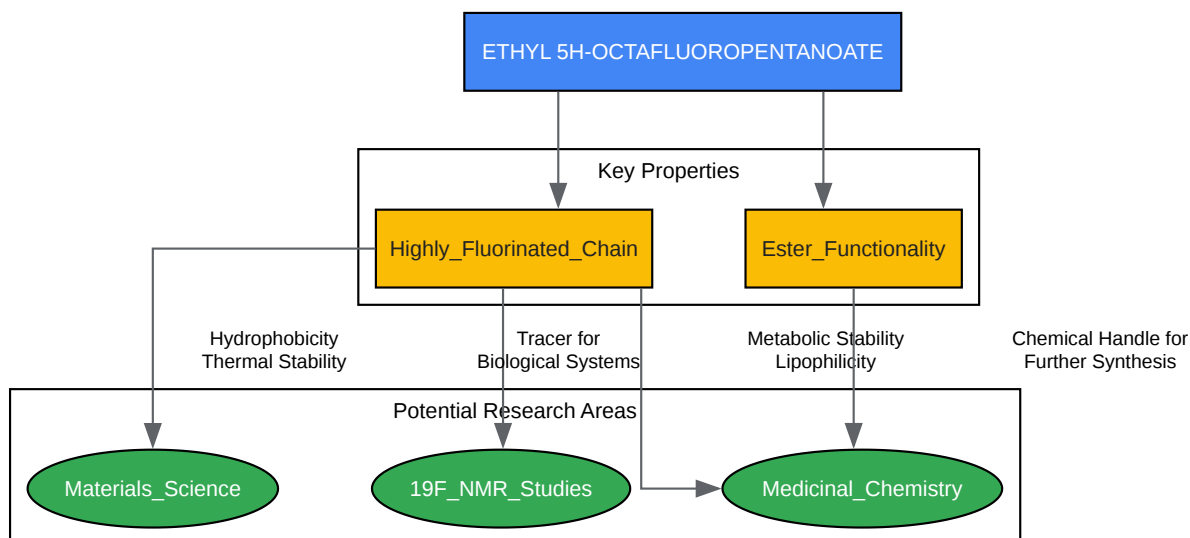 ETHYL 5H-OCTAFLUOROPENTANOATE
Key Properties
Highly_Fluorinated_Chain
Ester_Functionality
Hydrophobicity
Thermal Stability
Tracer for
Biological Systems
Metabolic Stability
Lipophilicity
Chemical Handle for
Further Synthesis
Potential Research Areas
Materials_Science
19F_NMR_Studies
Medicinal_Chemistry